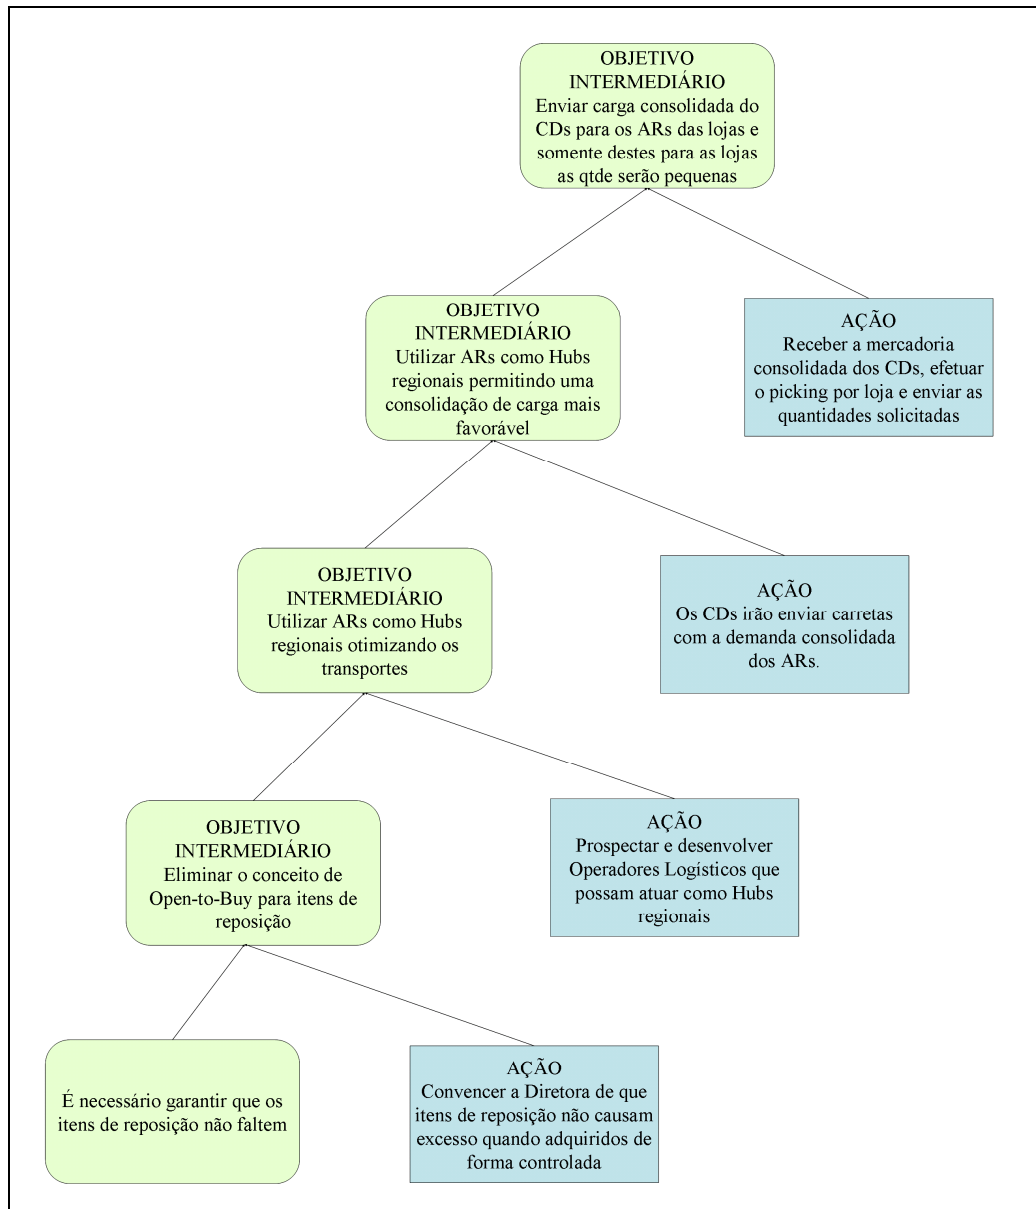 OBJETIVO
INTERMEDIÁRIO
Enviar carga consolidada do
CDs para os ARs das lojas e
somente destes para as lojas
as qtde serão pequenas
OBJETIVO
INTERMEDIÁRIO
Utilizar ARs como Hubs
regionais permitindo uma
consolidação de carga mais
favorável
AÇÃO
Receber a mercadoria
consolidada dos CDs, efetuar
o picking por loja e enviar as
quantidades solicitadas
OBJETIVO
INTERMEDIÁRIO
Utilizar ARs como Hubs
regionais otimizando os
transportes
AÇÃO
Os CDs irão enviar carretas
com a demanda consolidada
dos ARs.
OBJETIVO
INTERMEDIÁRIO
Eliminar o conceito de
Open-to-Buy para itens de
reposição
AÇÃO
Prospectar e desenvolver
Operadores Logísticos que
possam atuar como Hubs
regionais
É necessário garantir que os
itens de reposição não faltem
AÇÃO
Convencer a Diretora de que
itens de reposição não causam
excesso quando adquiridos de
forma controlada